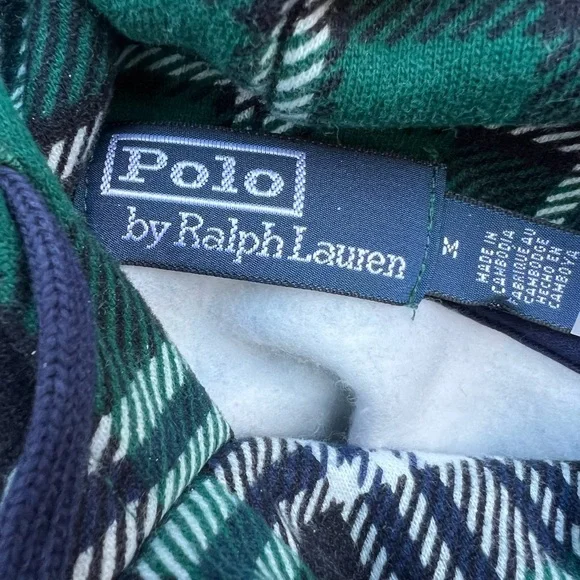 Polo
by Ralph Lauren
M
MADE IN
CAMBODIA
FABRIQUE AU
CAMBODGE
HECHO EN
CAMBOYA